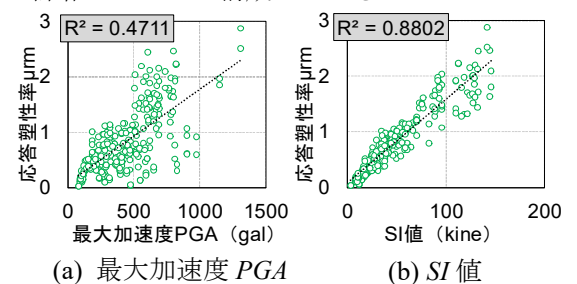 R² = 0.4711
応答塑性率μrm
3
2
1
0
0
500
1000
1500
最大加速度PGA（gal）
(a) 最大加速度 PGA
R² = 0.8802
応答塑性率μrm
3
2
1
0
0
100
200
SI値（kine）
(b) SI 値